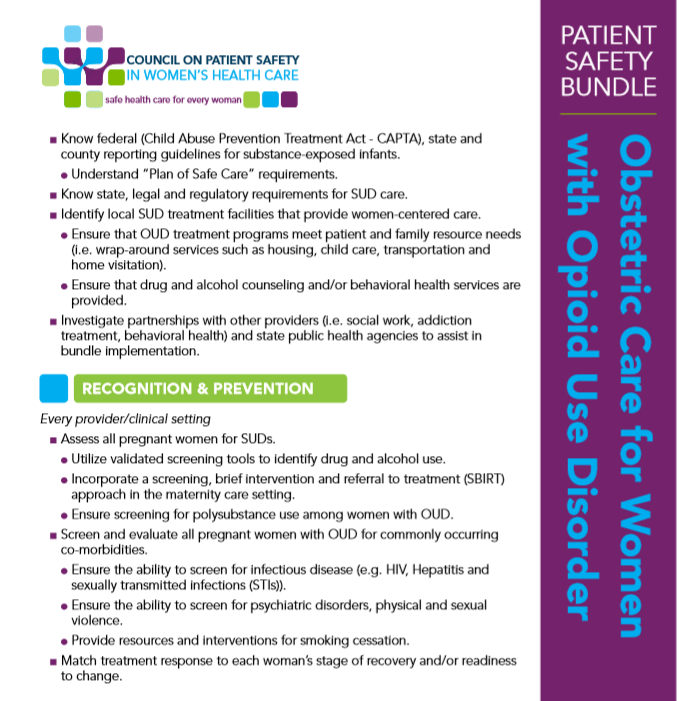 COUNCIL ON PATIENT SAFETY
IN WOMEN'S HEALTH CARE
safe health care for every woman
■ Know federal (Child Abuse Prevention Treatment Act - CAPTA), state and
county reporting guidelines for substance-exposed infants.
● Understand "Plan of Safe Care" requirements.
■ Know state, legal and regulatory requirements for SUD care.
■ Identify local SUD treatment facilities that provide women-centered care.
● Ensure that OUD treatment programs meet patient and family resource needs
(i.e. wrap-around services such as housing, child care, transportation and
home visitation).
● Ensure that drug and alcohol counseling and/or behavioral health services are
provided.
■ Investigate partnerships with other providers (i.e. social work, addiction
treatment, behavioral health) and state public health agencies to assist in
bundle implementation.
RECOGNITION & PREVENTION
Every provider/clinical setting
■ Assess all pregnant women for SUDs.
● Utilize validated screening tools to identify drug and alcohol use.
● Incorporate a screening, brief intervention and referral to treatment (SBIRT)
approach in the maternity care setting.
● Ensure screening for polysubstance use among women with OUD.
■ Screen and evaluate all pregnant women with OUD for commonly occurring
co-morbidities.
● Ensure the ability to screen for infectious disease (e.g. HIV, Hepatitis and
sexually transmitted infections (STIs)).
● Ensure the ability to screen for psychiatric disorders, physical and sexual
violence.
● Provide resources and interventions for smoking cessation.
■ Match treatment response to each woman's stage of recovery and/or readiness
to change.
PATIENT
SAFETY
BUNDLE
Obstetric Care for Women
with Opioid Use Disorder